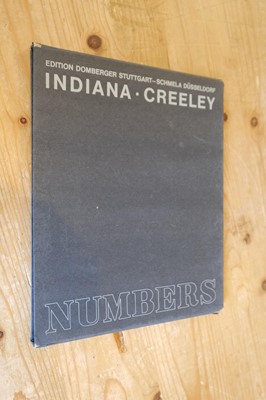 EDITION DOMBERGER STUTTGART–SCHMELA DÜSSELDORF
INDIANA · CREELEY
NUMBERS